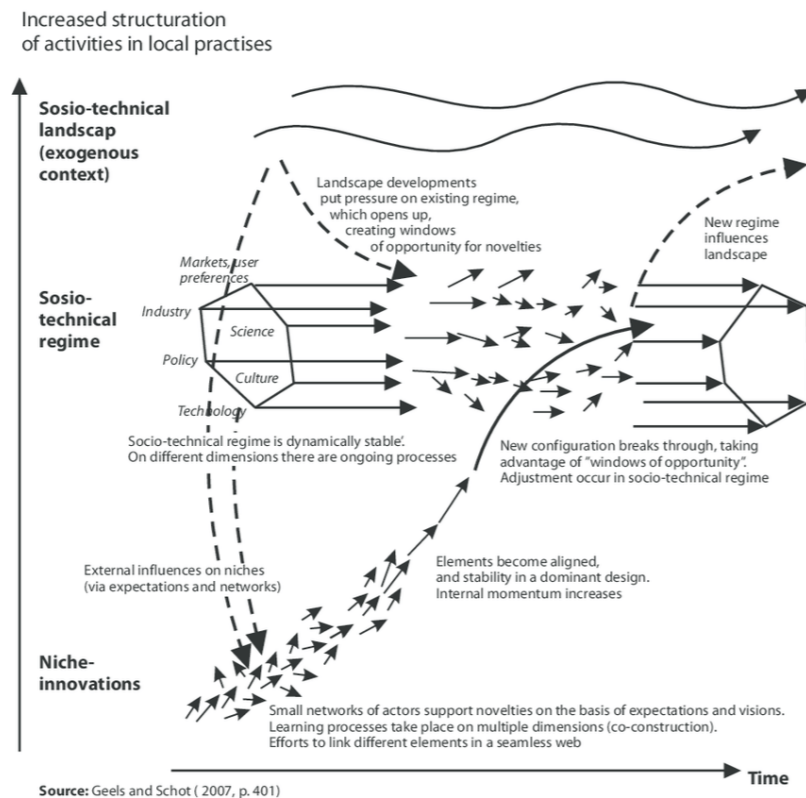 Increased structuration
of activities in local practises
Sosio-technical
landscap
(exogenous
context)
Landscape developments
put pressure on existing regime,
which opens up,
creating windows
of opportunity for novelties
New regime
influences
landscape
Markets, user
preferences
Sosio-
technical
regime
Industry
Science
Policy
Culture
Technology
Socio-technical regime is dynamically stable’.
On different dimensions there are ongoing processes
New configuration breaks through, taking
advantage of “windows of opportunity”.
Adjustment occur in socio-technical regime
External influences on niches
(via expectations and networks)
Elements become aligned,
and stability in a dominant design.
Internal momentum increases
Niche-
innovations
Small networks of actors support novelties on the basis of expectations and visions.
Learning processes take place on multiple dimensions (co-construction).
Efforts to link different elements in a seamless web
Time
Source: Geels and Schot ( 2007, p. 401)